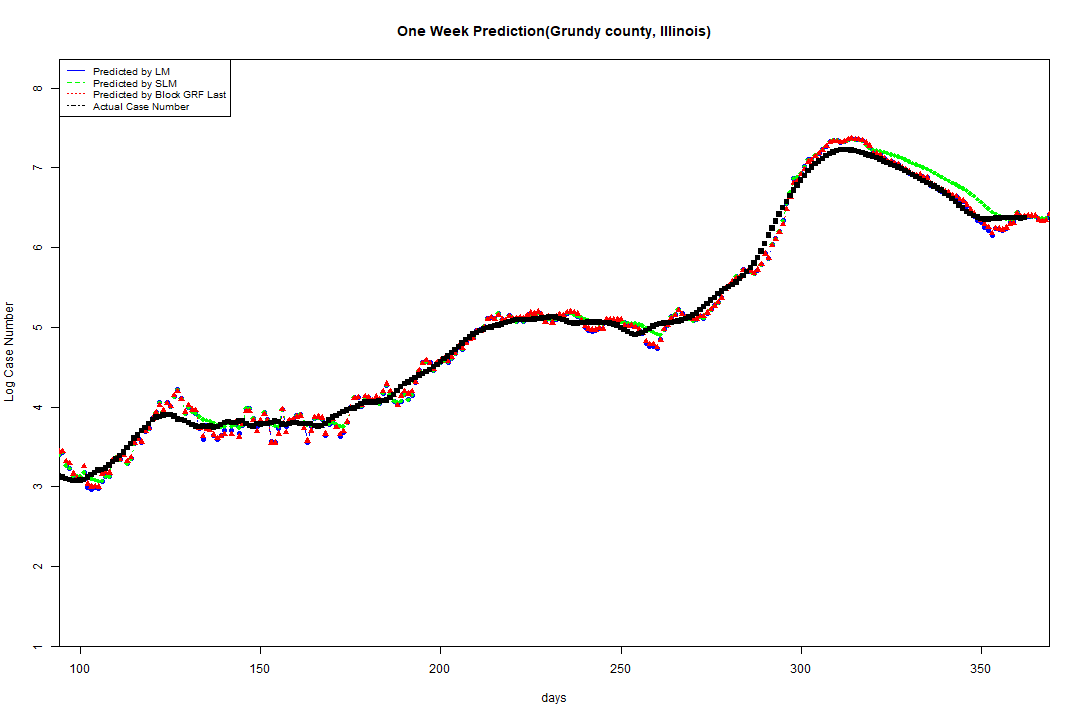 One Week Prediction(Grundy county, Illinois)
Predicted by LM
Predicted by SLM
Predicted by Block GRF Last
Actual Case Number
8
7
6
5
4
3
2
1
Log Case Number
100 150 200 250 300 350
days